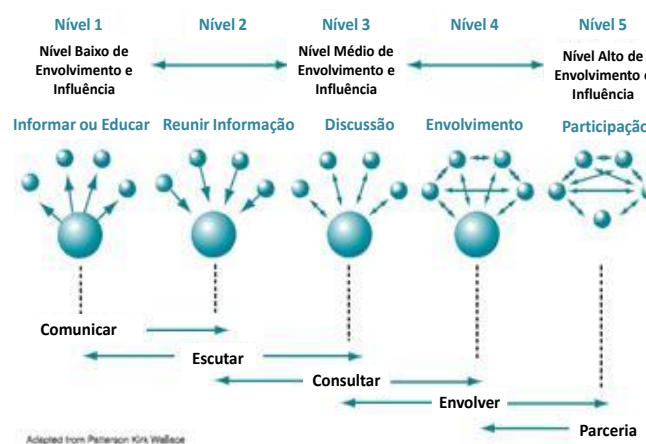 Nível 1
Nível 2
Nível 3
Nível 4
Nível 5
Nível Baixo de
Envolvimento e
Influência
Nível Médio de
Envolvimento e
Influência
Nível Alto de
Envolvimento e
Influência
Informar ou Educar
Reunir Informação
Discussão
Envolvimento
Participação
Comunicar
Escutar
Consultar
Envolver
Parceria
Adapted from Patterson Kirk Wallace